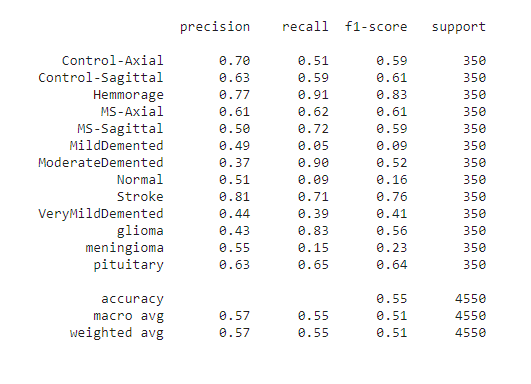 precision recall f1-score support
Control-Axial 0.70 0.51 0.59 350
Control-Sagittal 0.63 0.59 0.61 350
Hemmorage 0.77 0.91 0.83 350
MS-Axial 0.61 0.62 0.61 350
MS-Sagittal 0.50 0.72 0.59 350
MildDemented 0.49 0.05 0.09 350
ModerateDemented 0.37 0.90 0.52 350
Normal 0.51 0.09 0.16 350
Stroke 0.81 0.71 0.76 350
VeryMildDemented 0.44 0.39 0.41 350
glioma 0.43 0.83 0.56 350
meningioma 0.55 0.15 0.23 350
pituitary 0.63 0.65 0.64 350
accuracy 0.55 4550
macro avg 0.57 0.55 0.51 4550
weighted avg 0.57 0.55 0.51 4550